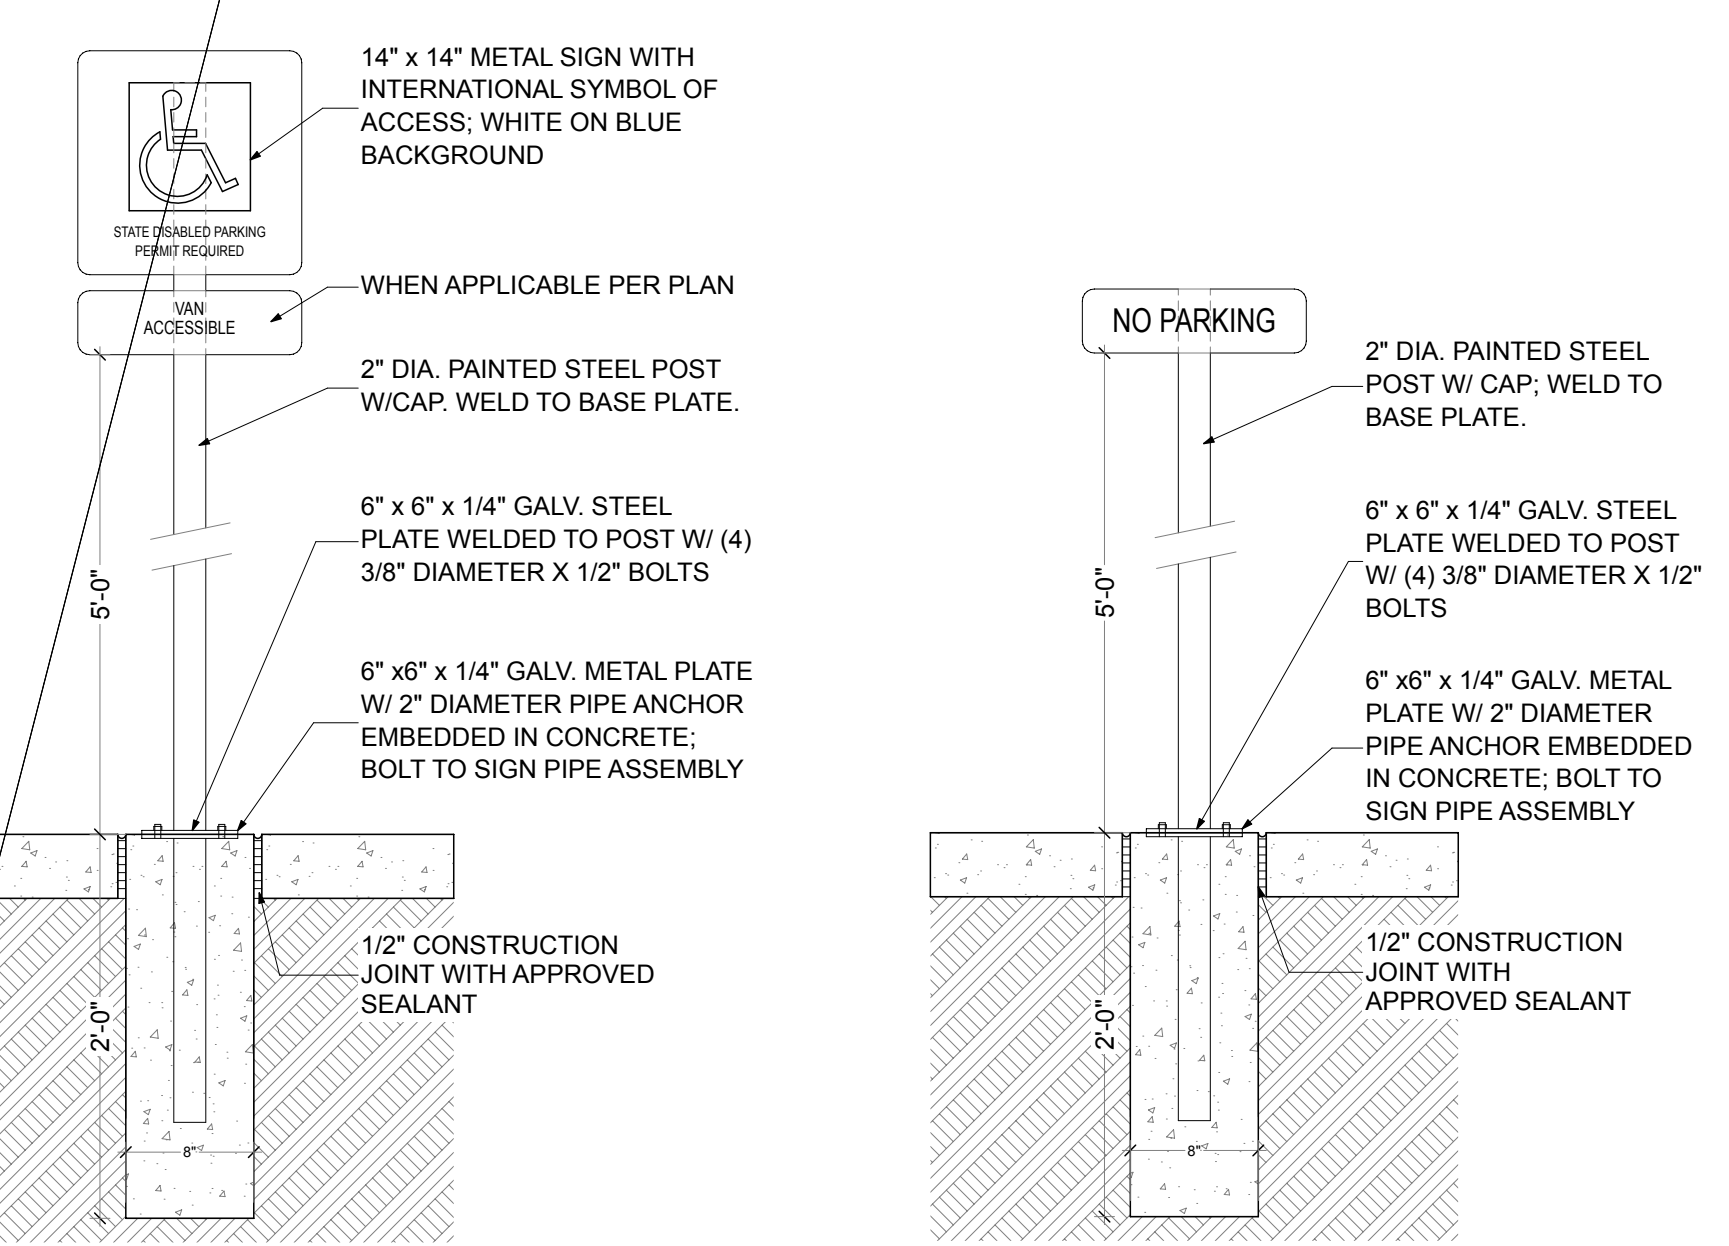 14" x 14" METAL SIGN WITH
INTERNATIONAL SYMBOL OF
ACCESS; WHITE ON BLUE
BACKGROUND
STATE DISABLED PARKING
PERMIT REQUIRED
WHEN APPLICABLE PER PLAN
VAN
ACCESSIBLE
2" DIA. PAINTED STEEL POST
W/CAP. WELD TO BASE PLATE.
6" x 6" x 1/4" GALV. STEEL
PLATE WELDED TO POST W/ (4)
3/8" DIAMETER X 1/2" BOLTS
5'-0"
6" x6" x 1/4" GALV. METAL PLATE
W/ 2" DIAMETER PIPE ANCHOR
EMBEDDED IN CONCRETE;
BOLT TO SIGN PIPE ASSEMBLY
1/2" CONSTRUCTION
JOINT WITH APPROVED
SEALANT
2'-0"
8"
NO PARKING
2" DIA. PAINTED STEEL
POST W/ CAP; WELD TO
BASE PLATE.
6" x 6" x 1/4" GALV. STEEL
PLATE WELDED TO POST
W/ (4) 3/8" DIAMETER X 1/2"
BOLTS
5'-0"
6" x6" x 1/4" GALV. METAL
PLATE W/ 2" DIAMETER
PIPE ANCHOR EMBEDDED
IN CONCRETE; BOLT TO
SIGN PIPE ASSEMBLY
1/2" CONSTRUCTION
JOINT WITH
APPROVED SEALANT
2'-0"
8"